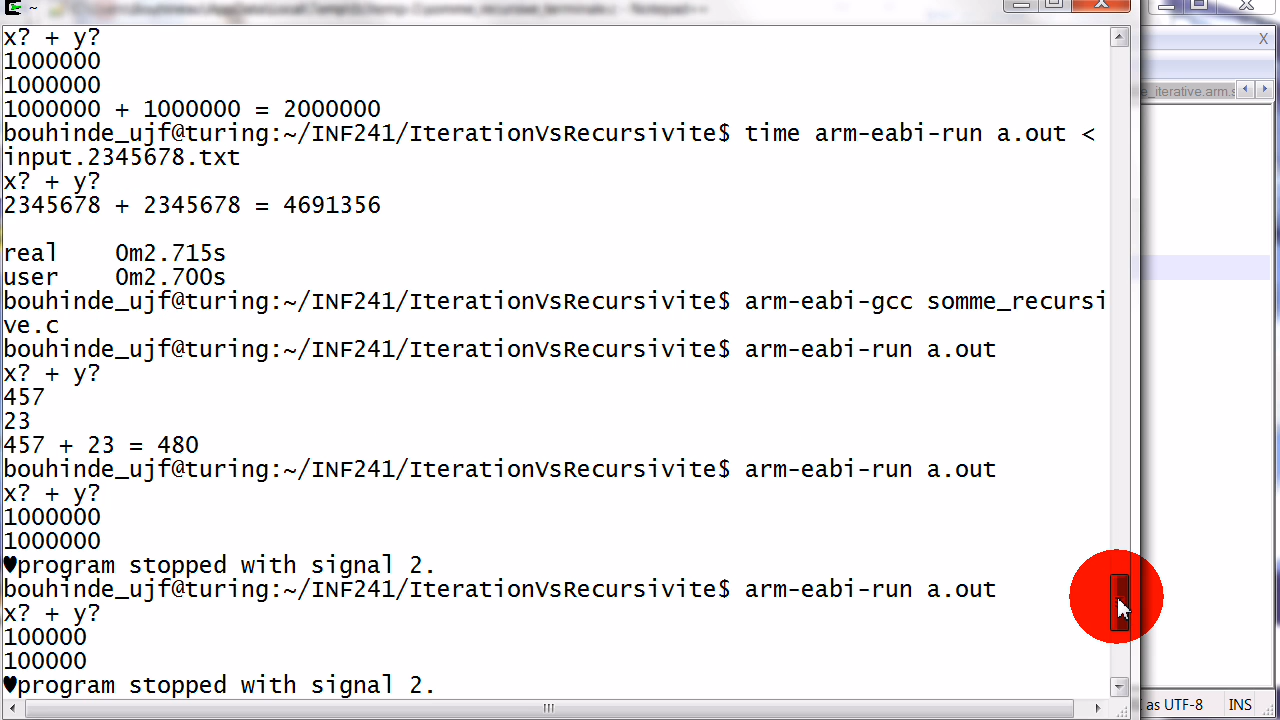 ~
x? + y?
1000000
1000000
1000000 + 1000000 = 2000000
bouhinde_ujf@turing:~/INF241/IterationVsRecursivite$ time arm-eabi-run a.out <
input.2345678.txt
x? + y?
2345678 + 2345678 = 4691356
real 0m2.715s
user 0m2.700s
bouhinde_ujf@turing:~/INF241/IterationVsRecursivite$ arm-eabi-gcc somme_recursi
ve.c
bouhinde_ujf@turing:~/INF241/IterationVsRecursivite$ arm-eabi-run a.out
x? + y?
457
23
457 + 23 = 480
bouhinde_ujf@turing:~/INF241/IterationVsRecursivite$ arm-eabi-run a.out
x? + y?
1000000
1000000
♥program stopped with signal 2.
bouhinde_ujf@turing:~/INF241/IterationVsRecursivite$ arm-eabi-run a.out
x? + y?
100000
100000
♥program stopped with signal 2.
e_iterative.arm.s
as UTF-8 INS